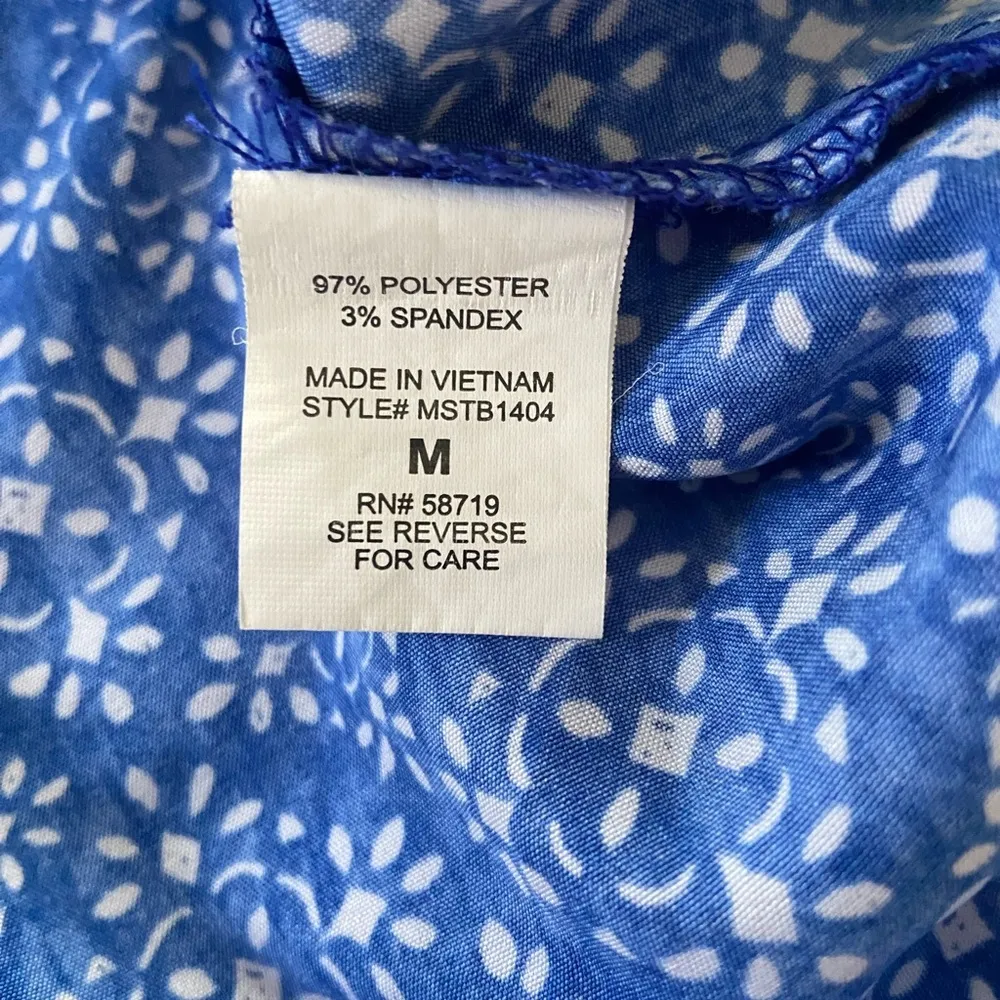 97% POLYESTER
3% SPANDEX
MADE IN VIETNAM
STYLE# MSTB1404
M
RN# 58719
SEE REVERSE
FOR CARE